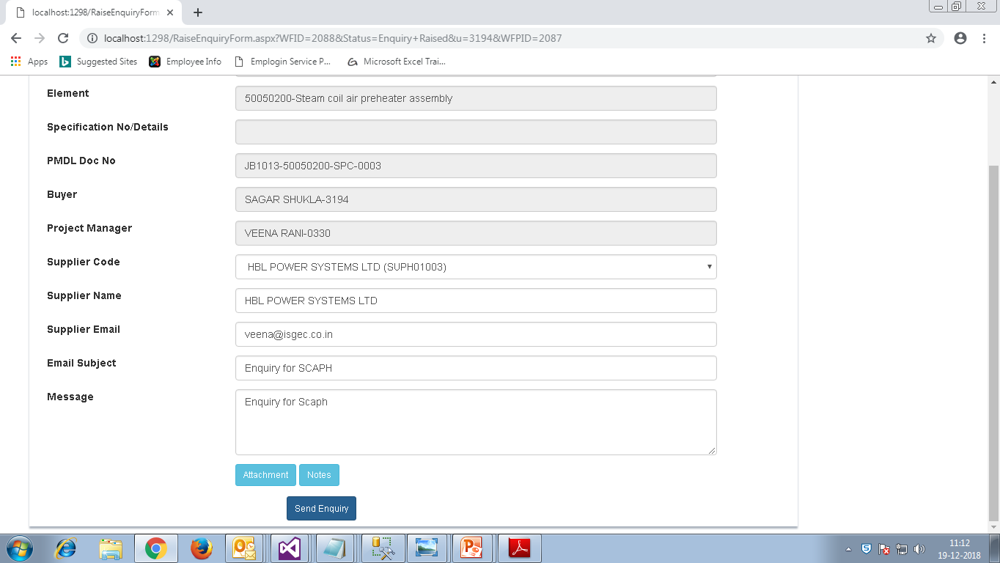 localhost:1298/RaiseEnquiryForm
localhost:1298/RaiseEnquiryForm.aspx?WFID=2088&Status=Enquiry+Raised&u=3194&WFPID=2087
Apps Suggested Sites Employee Info Emplogin Service P... Microsoft Excel Trai...
Element 50050200-Steam coil air preheater assembly
Specification No/Details
PMDL Doc No JB1013-50050200-SPC-0003
Buyer SAGAR SHUKLA-3194
Project Manager VEENA RANI-0330
Supplier Code HBL POWER SYSTEMS LTD (SUPH01003)
Supplier Name HBL POWER SYSTEMS LTD
Supplier Email veena@isgec.co.in
Email Subject Enquiry for SCAPH
Message Enquiry for Scaph
Attachment Notes
Send Enquiry
11:12
19-12-2018